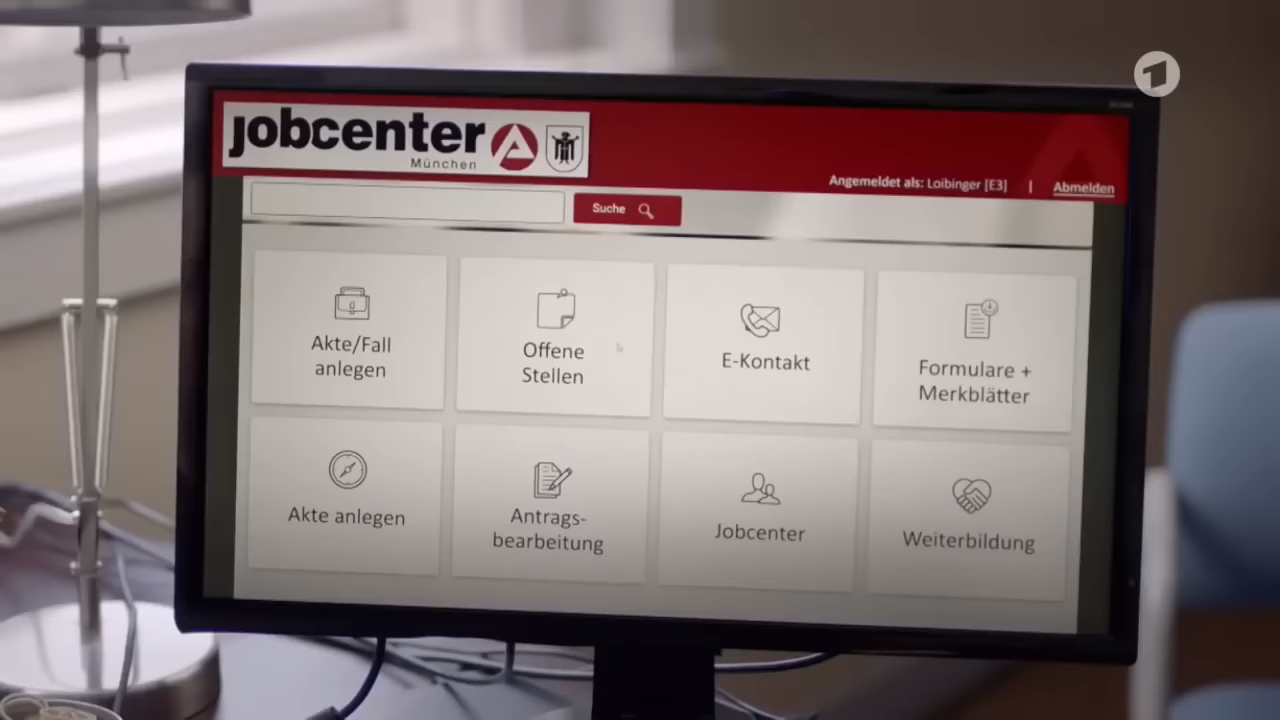 jobcenter
München
Angemeldet als: Loibinger [E3] | Abmelden
Suche
Akte/Fall
anlegen
Offene
Stellen
E-Kontakt
Formulare +
Merkblätter
Akte anlegen
Antrags-
bearbeitung
Jobcenter
Weiterbildung
1